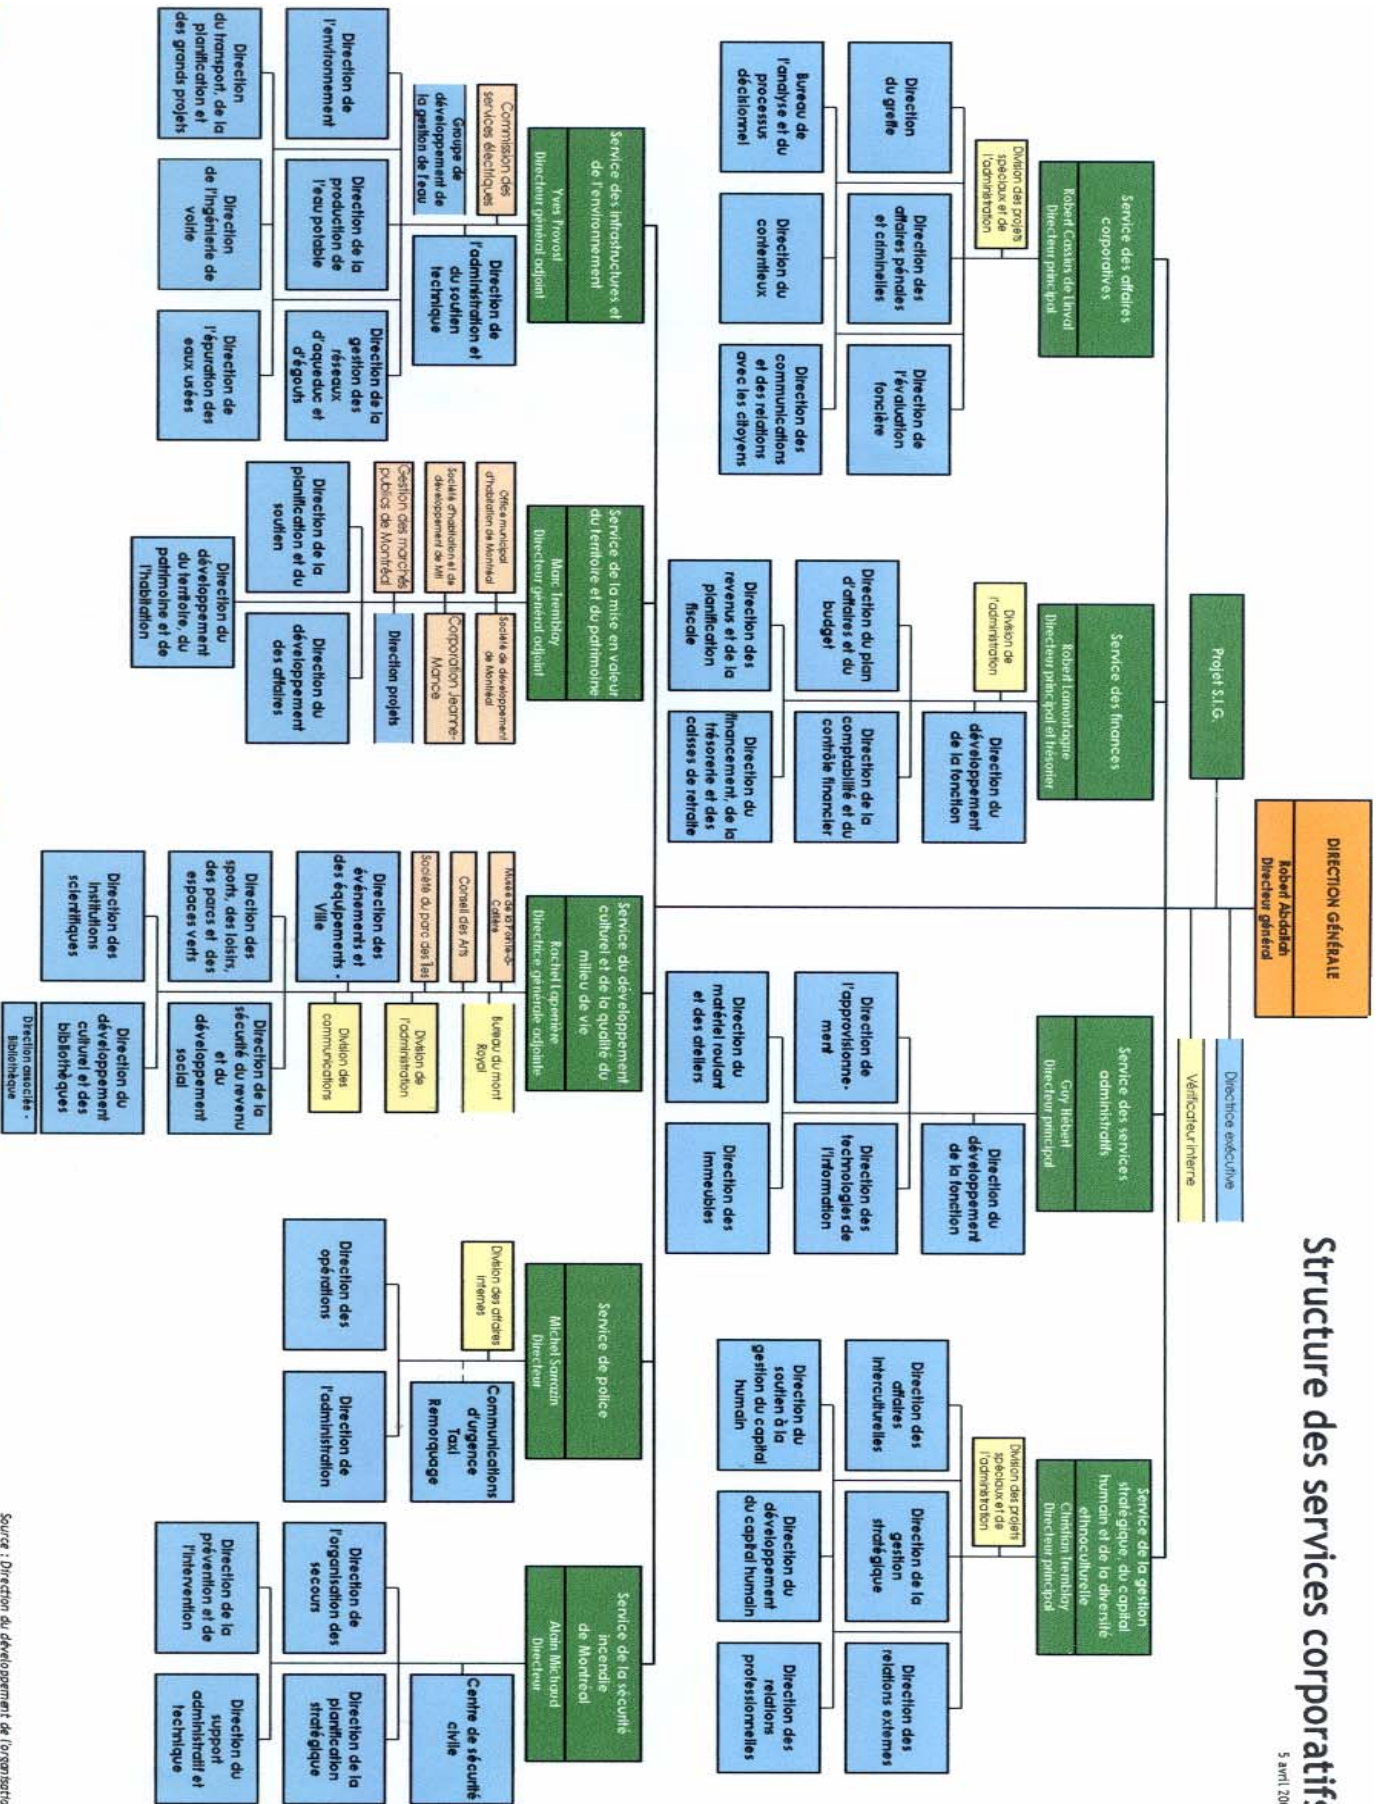 Structure des services corporatifs
5 avril 200
DIRECTION GÉNÉRALE
Robert Abdallah
Directeur général
Projet S.I.G.
Directrice exécutive
Vérificateur interne
Service des affaires
corporatives
Robert Cassius de Linval
Directeur principal
Division des projets
spéciaux et de
l'administration
Direction
du greffe
Direction des
affaires pénales
et criminelles
Direction de
l'évaluation
foncière
Bureau de
l'analyse et du
processus
décisionnel
Direction du
contentieux
Direction des
communications
et des relations
avec les citoyens
Service des finances
Robert Lamontagne
Directeur principal et trésorier
Division de
l'administration
Direction du
développement
de la fonction
Direction du plan
d'affaires et du
budget
Direction de la
comptabilité et du
contrôle financier
Direction des
revenus et de la
planification
fiscale
Direction du
financement, de la
trésorerie et des
caisses de retraite
Service des services
administratifs
Guy Hébert
Directeur principal
Direction du
développement
de la fonction
Direction de
l'approvisionne-
ment
Direction des
technologies de
l'information
Direction du
matériel roulant
et des ateliers
Direction des
immeubles
Service de la gestion
stratégique, du capital
humain et de la diversité
ethnoculturelle
Christian Tremblay
Directeur principal
Division des projets
spéciaux et de
l'administration
Direction des
affaires
interculturelles
Direction de la
gestion
stratégique
Direction des
relations externes
Direction du
soutien à la
gestion du capital
humain
Direction du
développement
du capital humain
Direction des
relations
professionnelles
Service des infrastructures et
de l'environnement
Yves Provost
Directeur général adjoint
Commission des
services électriques
Groupe de
développement de
la gestion de l'eau
Direction de
l'administration et
du soutien
technique
Direction de
l'environnement
Direction de la
production de
l'eau potable
Direction de la
gestion des
réseaux
d'aqueduc et
d'égouts
Direction
du transport, de la
planification et
des grands projets
Direction
de l'ingénierie de
voirie
Direction de
l'épuration des
eaux usées
Service de la mise en valeur
du territoire et du patrimoine
Marc Tremblay
Directeur général adjoint
Office municipal
d'habitation de Montréal
Société de développement
de Montréal
Société d'habitation et de
développement de Mtl
Corporation Jeanne-
Mance
Gestion des marchés
publics de Montréal
Direction projets
Direction de la
planification et du
soutien
Direction du
développement
des affaires
Direction du
développement
du territoire, du
patrimoine et de
l'habitation
Service du développement
culturel et de la qualité du
milieu de vie
Rachel Laperrière
Directrice générale adjointe
Musée de la Pointe-à-
Callière
Bureau du mont
Royal
Conseil des Arts
Société du parc des Îles
Division de
l'administration
Direction des
événements et
des équipements -
Ville
Division des
communications
Direction des
sports, des loisirs,
des parcs et des
espaces verts
Direction de la
sécurité du revenu
et du
développement
social
Direction des
Institutions
scientifiques
Direction du
développement
culturel et des
bibliothèques
Direction associée -
Bibliothèque
Service de police
Michel Sarrazin
Directeur
Division des affaires
internes
Communications
d'urgence
Taxi
Remorquage
Direction des
opérations
Direction de
l'administration
Service de la sécurité
incendie
de Montréal
Alain Michaud
Directeur
Centre de sécurité
civile
Direction de
l'organisation des
secours
Direction de la
planification
stratégique
Direction de la
prévention et de
l'intervention
Direction du
support
administratif et
technique
Source : Direction du développement de l'organisatio